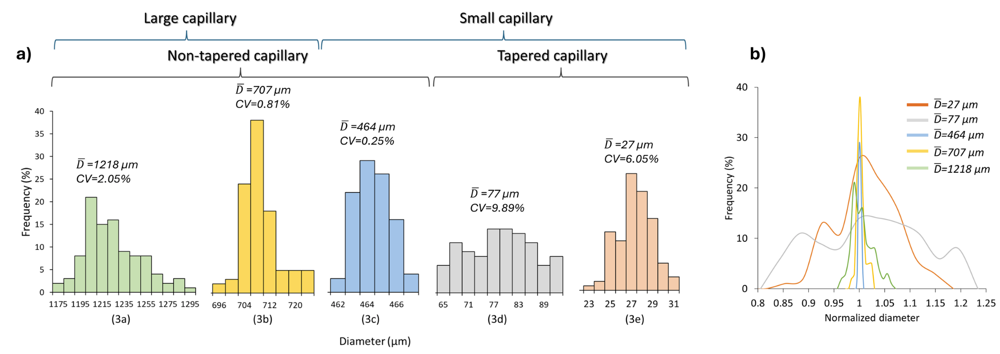 Large capillary
Small capillary
a)
Non-tapered capillary
Tapered capillary
D̅ =1218 µm
CV=2.05%
D̅ =707 µm
CV=0.81%
D̅ =464 µm
CV=0.25%
D̅ =77 µm
CV=9.89%
D̅ =27 µm
CV=6.05%
Frequency (%)
40
35
30
25
20
15
10
5
0
1175 1195 1215 1235 1255 1275 1295
696 704 712 720
462 464 466
65 71 77 83 89
23 25 27 29 31
(3a)
(3b)
(3c)
(3d)
(3e)
Diameter (µm)
b)
Frequency (%)
40
30
20
10
0
D̅=27 µm
D̅=77 µm
D̅=464 µm
D̅=707 µm
D̅=1218 µm
0.8 0.85 0.9 0.95 1 1.05 1.1 1.15 1.2 1.25
Normalized diameter